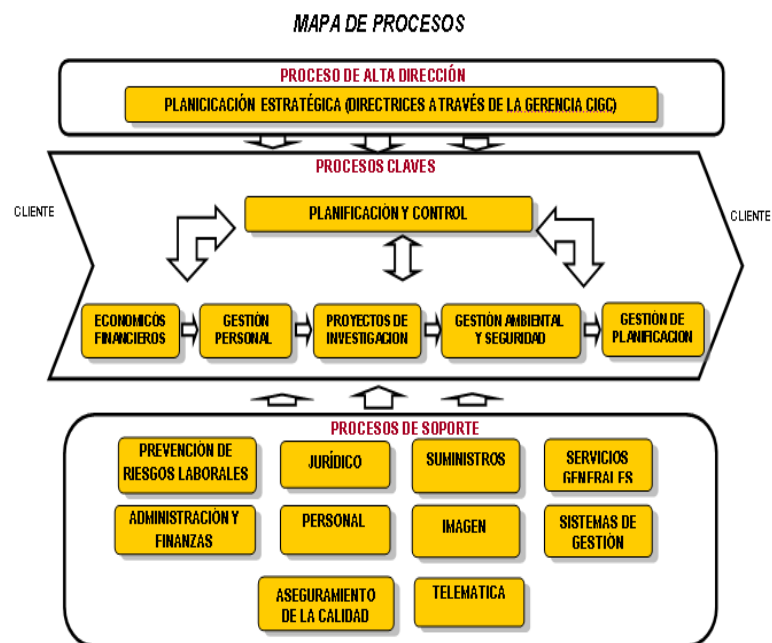 MAPA DE PROCESOS
PROCESO DE ALTA DIRECCIÓN
PLANICICACIÓN ESTRATÉGICA (DIRECTRICES A TRAVÉS DE LA GERENCIA CIGC)
PROCESOS CLAVES
CLIENTE
CLIENTE
PLANIFICACIÓN Y CONTROL
ECONOMICOS
FINANCIEROS
GESTIÓN
PERSONAL
PROYECTOS DE
INVESTIGACION
GESTIÓN AMBIENTAL
Y SEGURIDAD
GESTIÓN DE
PLANIFICACION
PROCESOS DE SOPORTE
PREVENCIÓN DE
RIESGOS LABORALES
JURÍDICO
SUMINISTROS
SERVICIOS
GENERALES
ADMINISTRACIÓN Y
FINANZAS
PERSONAL
IMAGEN
SISTEMAS DE
GESTIÓN
ASEGURAMIENTO
DE LA CALIDAD
TELEMATICA